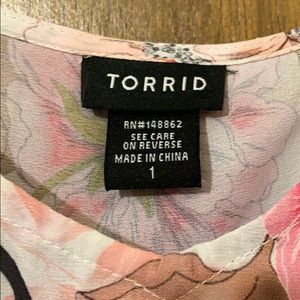 TORRID
RN#148862
SEE CARE
ON REVERSE
MADE IN CHINA
1